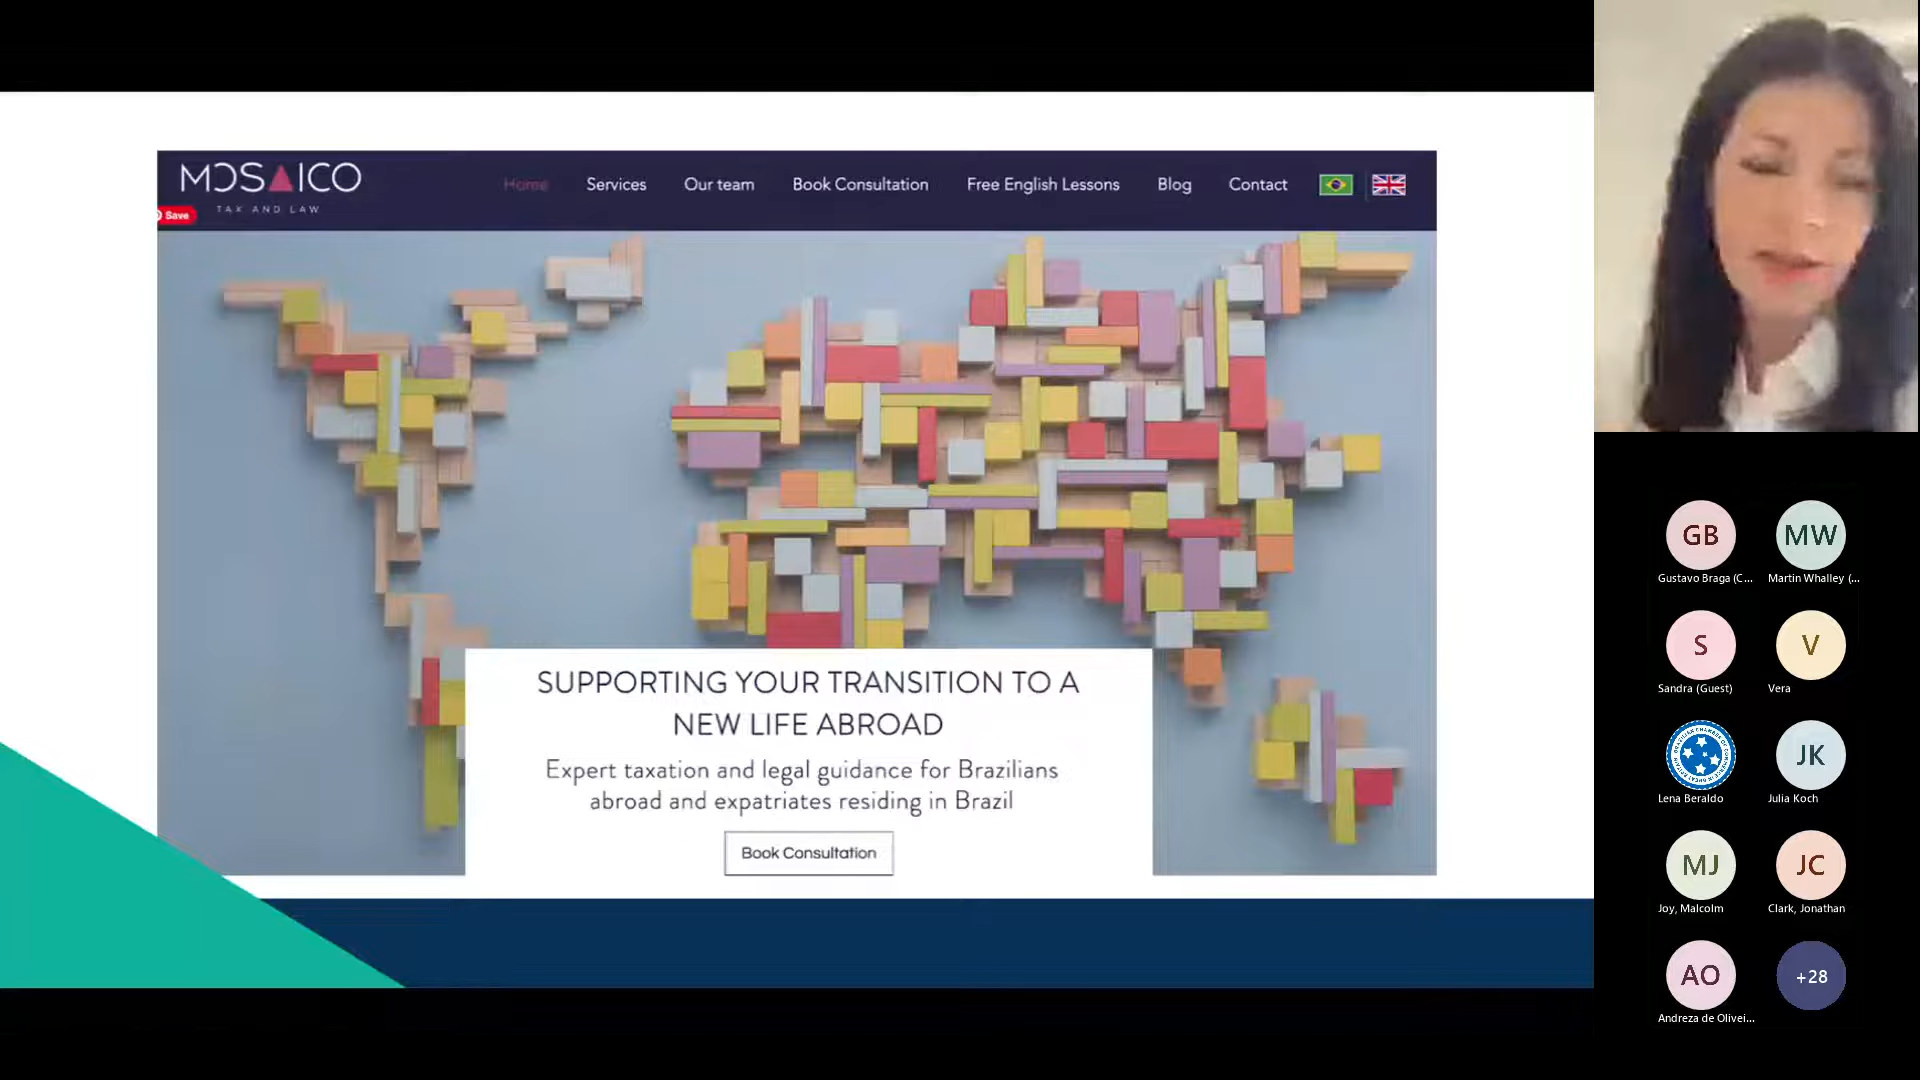 MOSAICO
TAX AND LAW
Save
Home
Services
Our team
Book Consultation
Free English Lessons
Blog
Contact
SUPPORTING YOUR TRANSITION TO A
NEW LIFE ABROAD
Expert taxation and legal guidance for Brazilians
abroad and expatriates residing in Brazil
Book Consultation
GB
Gustavo Braga (C...
MW
Martin Whalley (...
S
Sandra (Guest)
V
Vera
Lena Beraldo
JK
Julia Koch
MJ
Joy, Malcolm
JC
Clark, Jonathan
AO
Andreza de Olivei...
+28